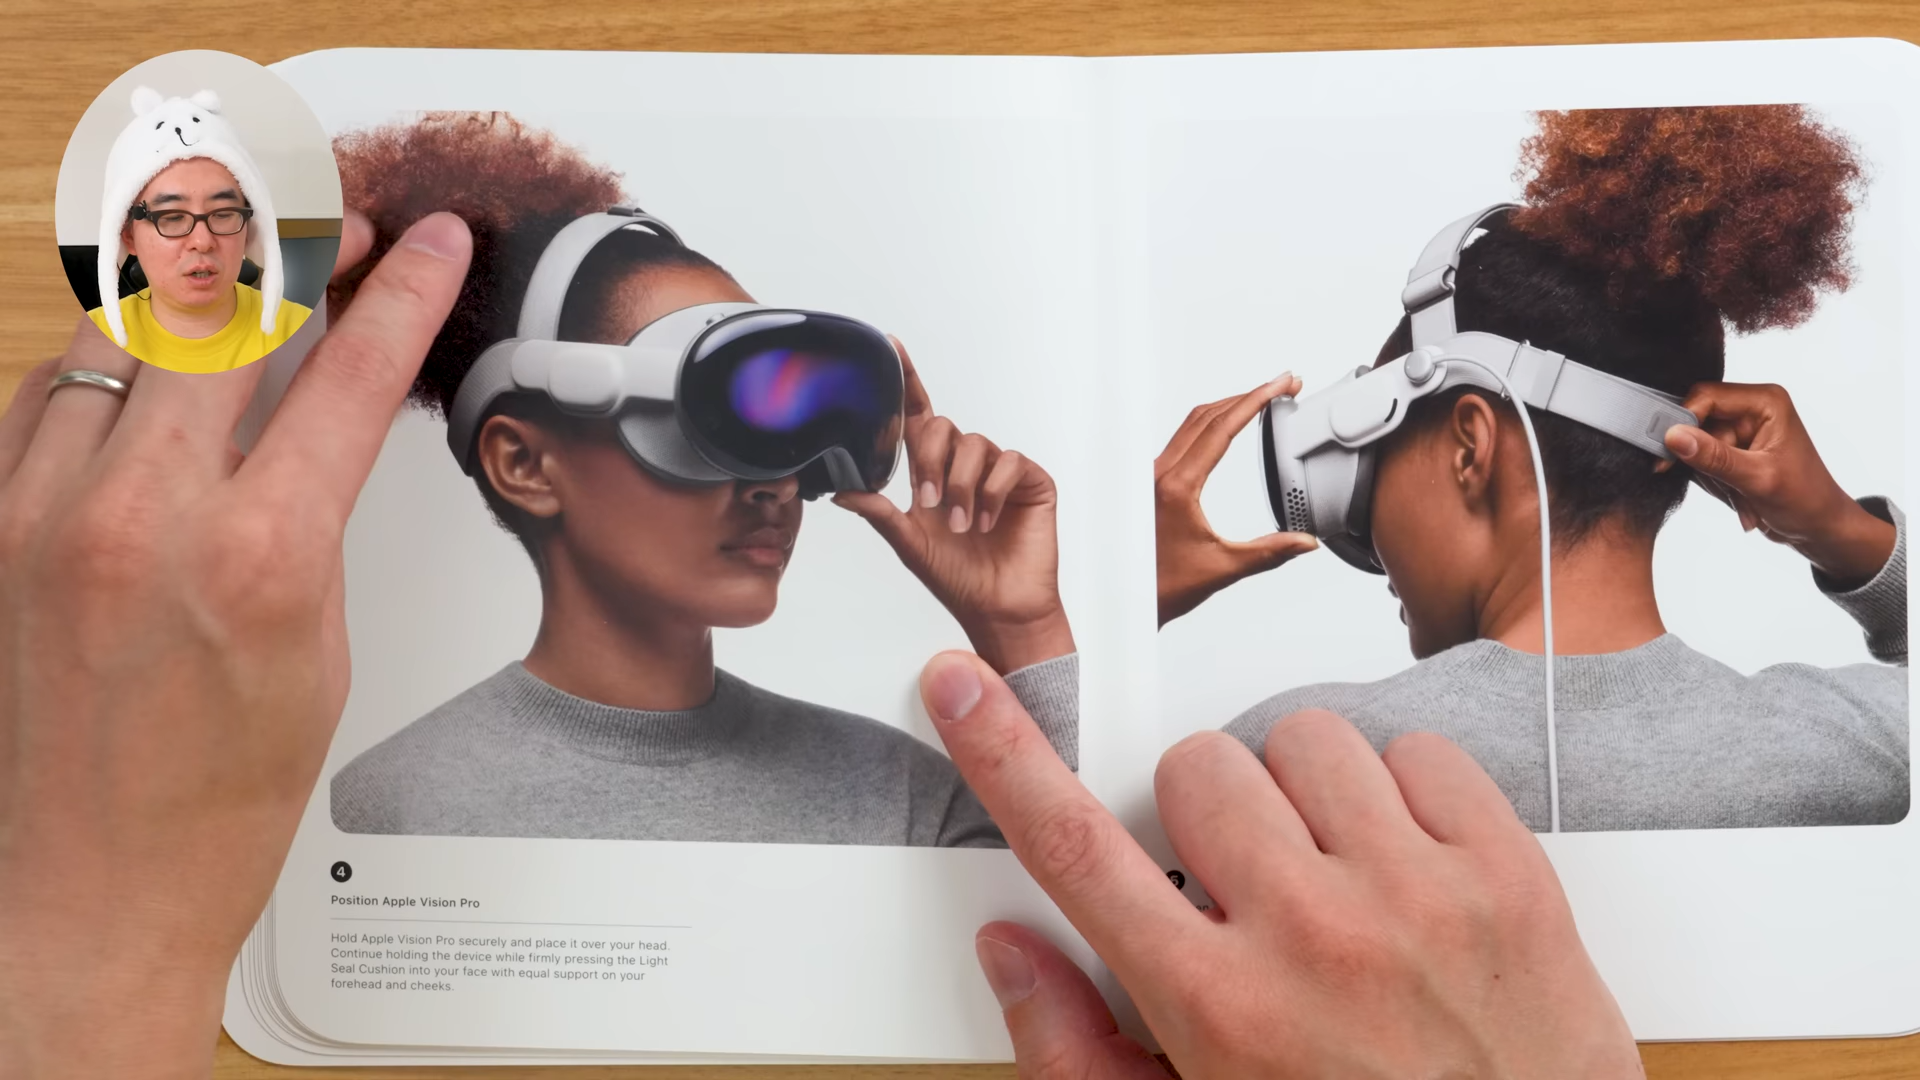 4
Position Apple Vision Pro
Hold Apple Vision Pro securely and place it over your head.
Continue holding the device while firmly pressing the Light
Seal Cushion into your face with equal support on your
forehead and cheeks.